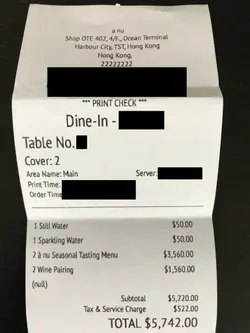 à nu
Shop OTE 402, 4/F., Ocean Terminal
Harbour City, TST, Hong Kong
Hong Kong,
22222222
*** PRINT CHECK ***
Dine-In -
Table No.
Cover: 2
Area Name: Main Server:
Print Time:
Order Time
1 Still Water $50.00
1 Sparkling Water $50.00
2 à nu Seasonal Tasting Menu $3,560.00
2 Wine Pairing $1,560.00
(null)
Subtotal $5,220.00
Tax & Service Charge $522.00
TOTAL $5,742.00